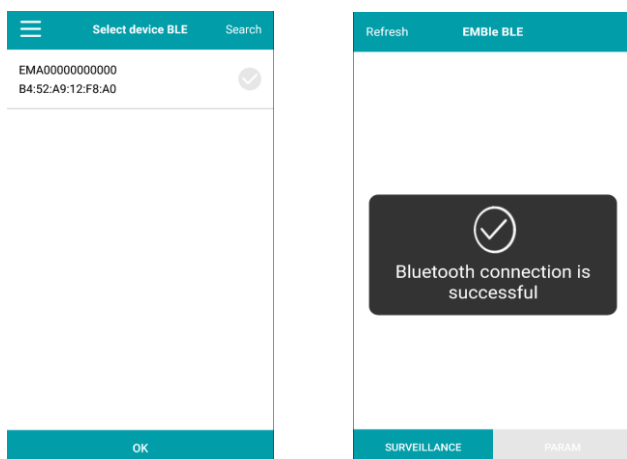 Select device BLE
Search
EMA00000000000
B4:52:A9:12:F8:A0
OK
Refresh
EMBle BLE
Bluetooth connection is
successful
SURVEILLANCE
PARAM